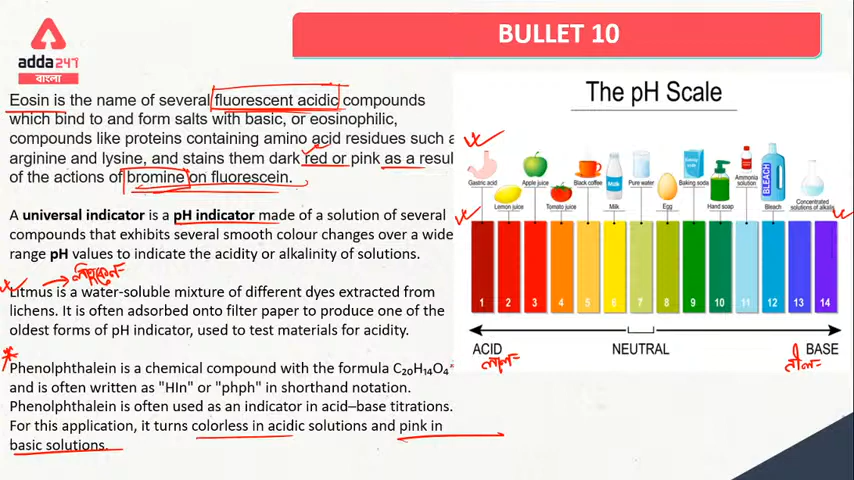 BULLET 10
adda247
বাংলা
Eosin is the name of several fluorescent acidic compounds
which bind to and form salts with basic, or eosinophilic,
compounds like proteins containing amino acid residues such a
arginine and lysine, and stains them dark red or pink as a resul
of the actions of bromine on fluorescein.
A universal indicator is a pH indicator made of a solution of several
compounds that exhibits several smooth colour changes over a wide
range pH values to indicate the acidity or alkalinity of solutions.
Litmus is a water-soluble mixture of different dyes extracted from
lichens. It is often adsorbed onto filter paper to produce one of the
oldest forms of pH indicator, used to test materials for acidity.
Phenolphthalein is a chemical compound with the formula C₂₀H₁₄O₄
and is often written as "HIn" or "phph" in shorthand notation.
Phenolphthalein is often used as an indicator in acid–base titrations.
For this application, it turns colorless in acidic solutions and pink in
basic solutions.
The pH Scale
Gastric acid
Lemon juice
Apple juice
Tomato juice
Black coffee
Milk
Milk
Pure water
Egg
Baking soda
Hand soap
Ammonia solution
BLEACH
Bleach
Concentrated solutions of alkalis
1 2 3 4 5 6 7 8 9 10 11 12 13 14
ACID NEUTRAL BASE